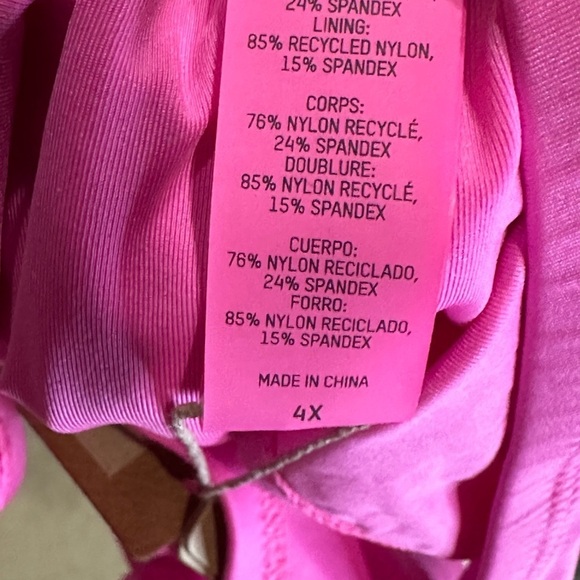 24% SPANDEX
LINING:
85% RECYCLED NYLON,
15% SPANDEX
CORPS:
76% NYLON RECYCLÉ,
24% SPANDEX
DOUBLURE:
85% NYLON RECYCLÉ,
15% SPANDEX
CUERPO:
76% NYLON RECICLADO,
24% SPANDEX
FORRO:
85% NYLON RECICLADO,
15% SPANDEX
MADE IN CHINA
4X